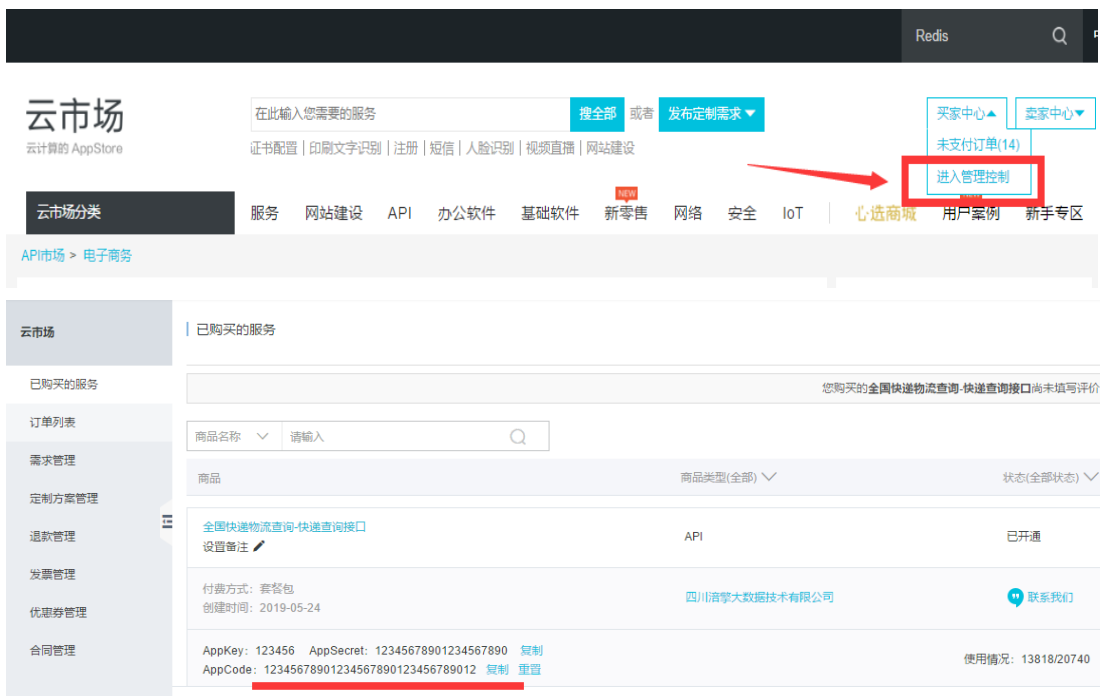 Redis
云市场
云计算的 AppStore
在此输入您需要的服务 搜全部 或者 发布定制需求
买家中心 卖家中心
未支付订单(14)
进入管理控制
证书配置 | 印刷文字识别 | 注册 | 短信 | 人脸识别 | 视频直播 | 网站建设
NEW
云市场分类 服务 网站建设 API 办公软件 基础软件 新零售 网络 安全 IoT 心选商城 用户案例 新手专区
API市场 > 电子商务
云市场
已购买的服务
已购买的服务
您购买的全国快递物流查询-快递查询接口尚未填写评价
订单列表
商品名称 请输入
需求管理
商品 商品类型(全部) 状态(全部状态)
定制方案管理
全国快递物流查询-快递查询接口
设置备注
API 已开通
退款管理
发票管理
付费方式：套餐包
创建时间：2019-05-24
四川涪擎大数据技术有限公司 联系我们
优惠券管理
合同管理
AppKey：123456 AppSecret：12345678901234567890 复制
AppCode：12345678901234567890123456789012 复制 重置
使用情况：13818/20740